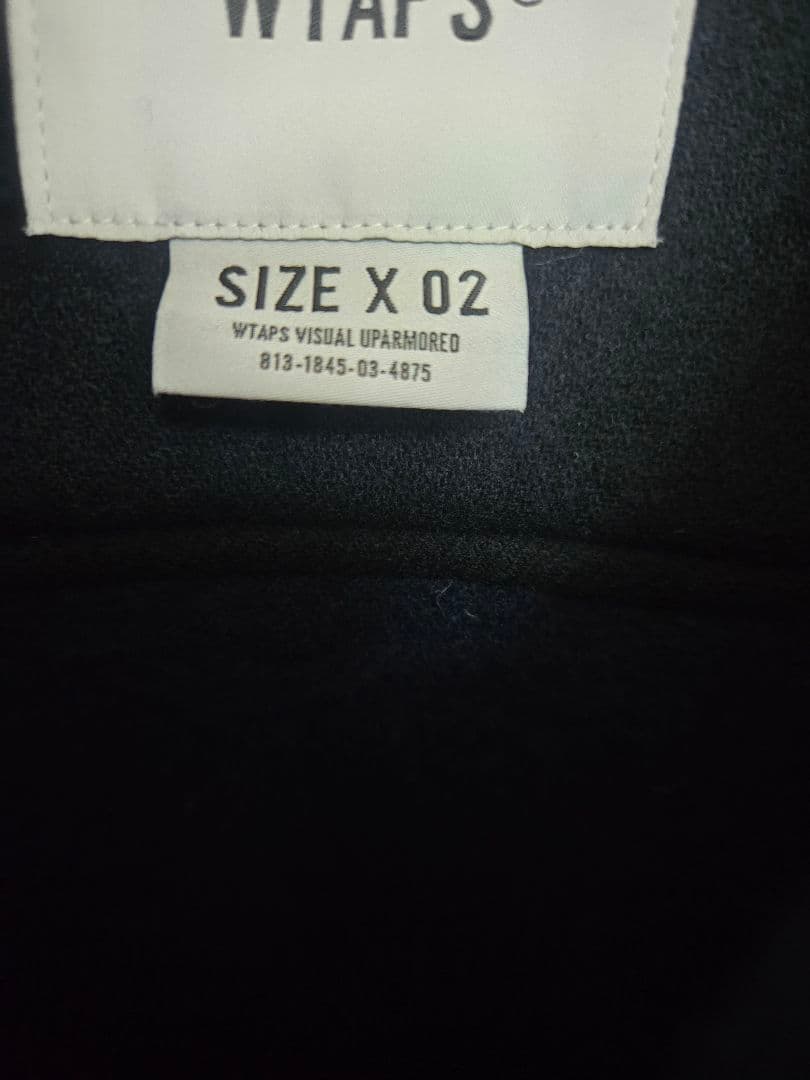 WTAPS®
SIZE X 02
WTAPS VISUAL UPARMORED
813-1845-03-4875